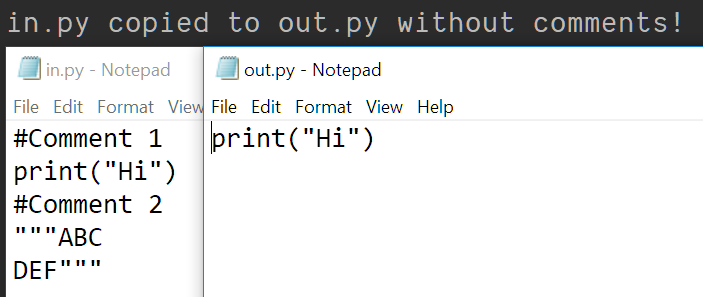 in.py copied to out.py without comments!
in.py - Notepad
File Edit Format View
#Comment 1
print("Hi")
#Comment 2
"""ABC
DEF"""
out.py - Notepad
File Edit Format View Help
print("Hi")